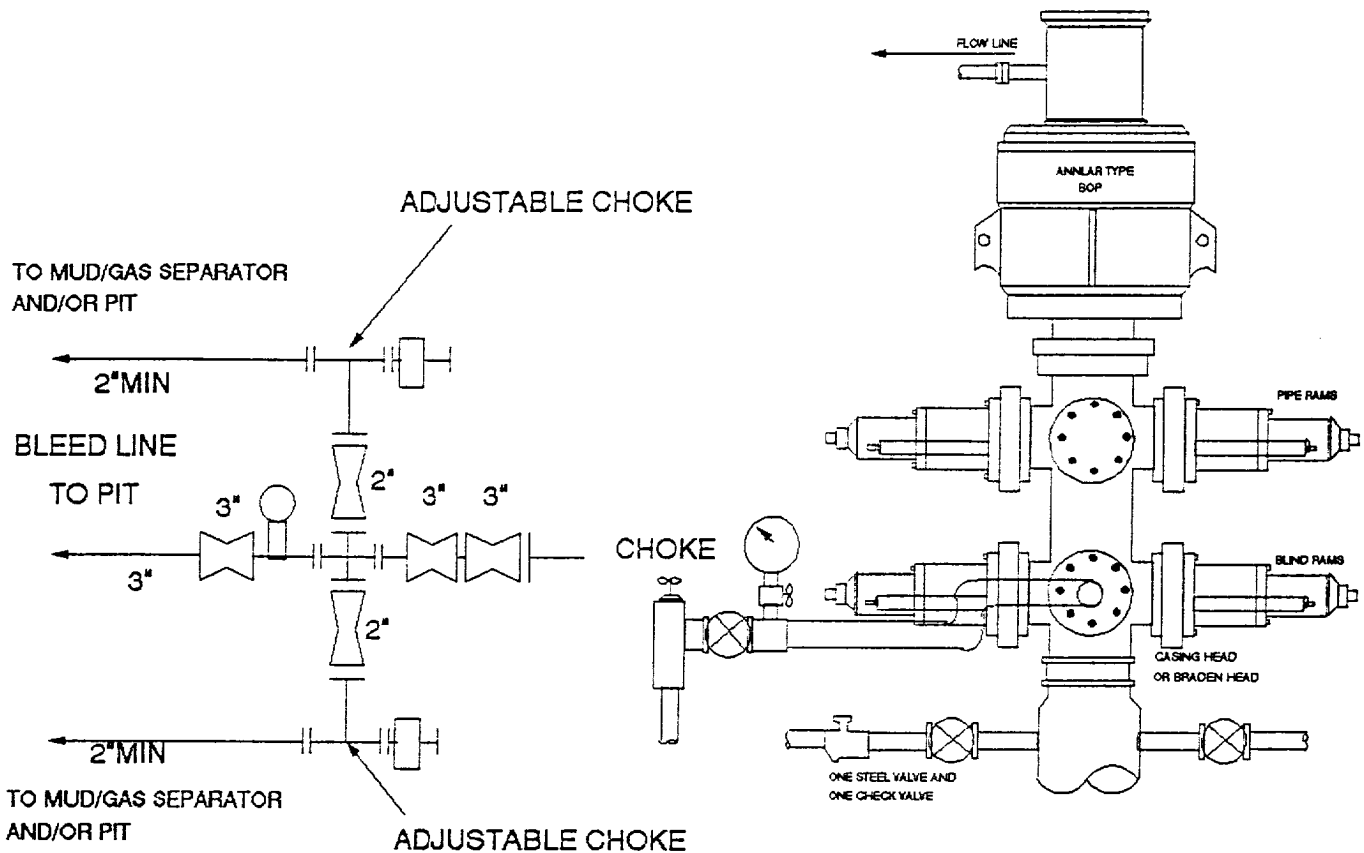 FLOW LINE
ANNLAR TYPE
BOP
ADJUSTABLE CHOKE
TO MUD/GAS SEPARATOR
AND/OR PIT
2"MIN
BLEED LINE
TO PIT
2"
3"
3"
3"
3"
2"
2"MIN
TO MUD/GAS SEPARATOR
AND/OR PIT
ADJUSTABLE CHOKE
PIPE RAMS
CHOKE
BLIND RAMS
CASING HEAD
OR BRADEN HEAD
ONE STEEL VALVE AND
ONE CHECK VALVE